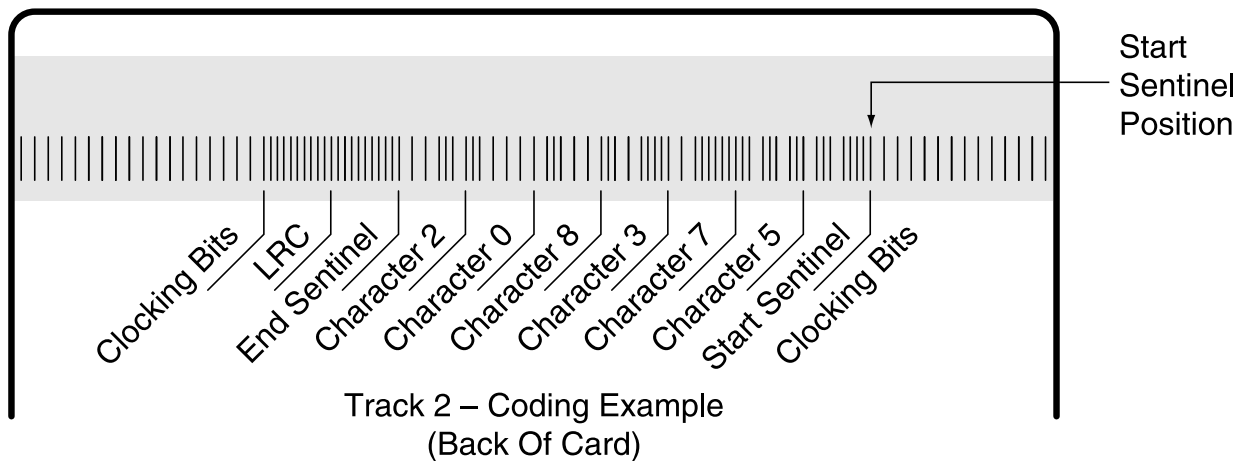 Start
Sentinel
Position
Clocking Bits
LRC
End Sentinel
Character 2
Character 0
Character 8
Character 3
Character 7
Character 5
Start Sentinel
Clocking Bits
Track 2 – Coding Example
(Back Of Card)